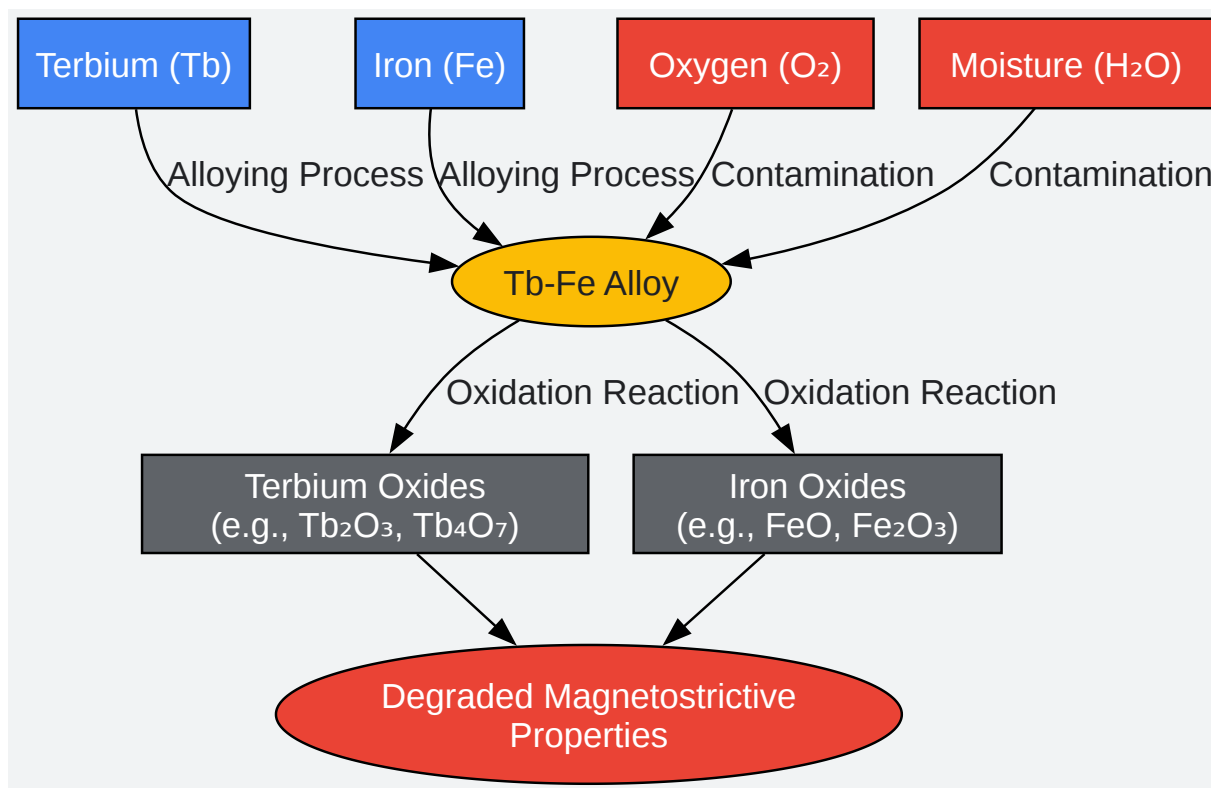 Terbium (Tb)
Iron (Fe)
Oxygen (O₂)
Moisture (H₂O)
Alloying Process
Alloying Process
Contamination
Contamination
Tb-Fe Alloy
Oxidation Reaction
Oxidation Reaction
Terbium Oxides
(e.g., Tb₂O₃, Tb₄O₇)
Iron Oxides
(e.g., FeO, Fe₂O₃)
Degraded Magnetostrictive
Properties